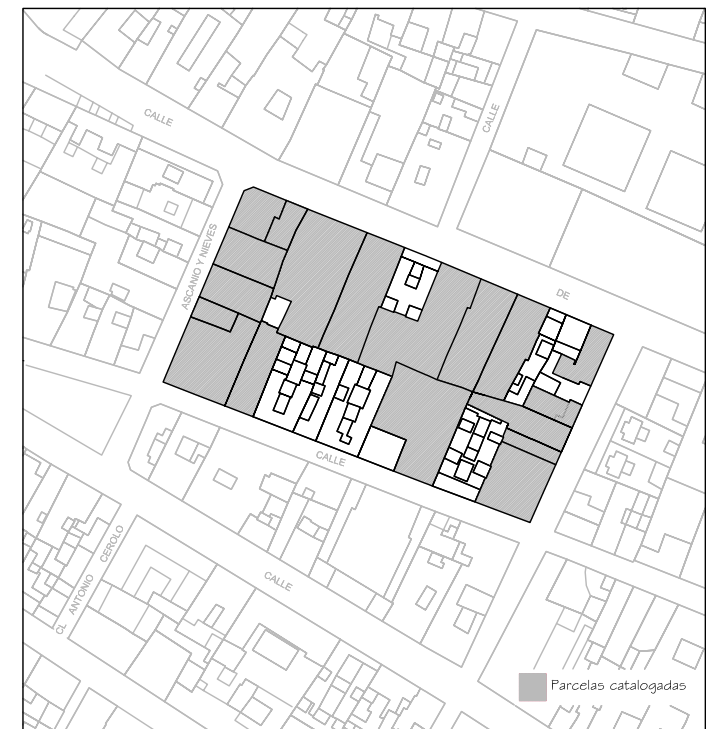 CALLE
CALLE
ASCANIO Y NIEVES
DE
CALLE
CL ANTONIO CEROLO
CALLE
Parcelas catalogadas